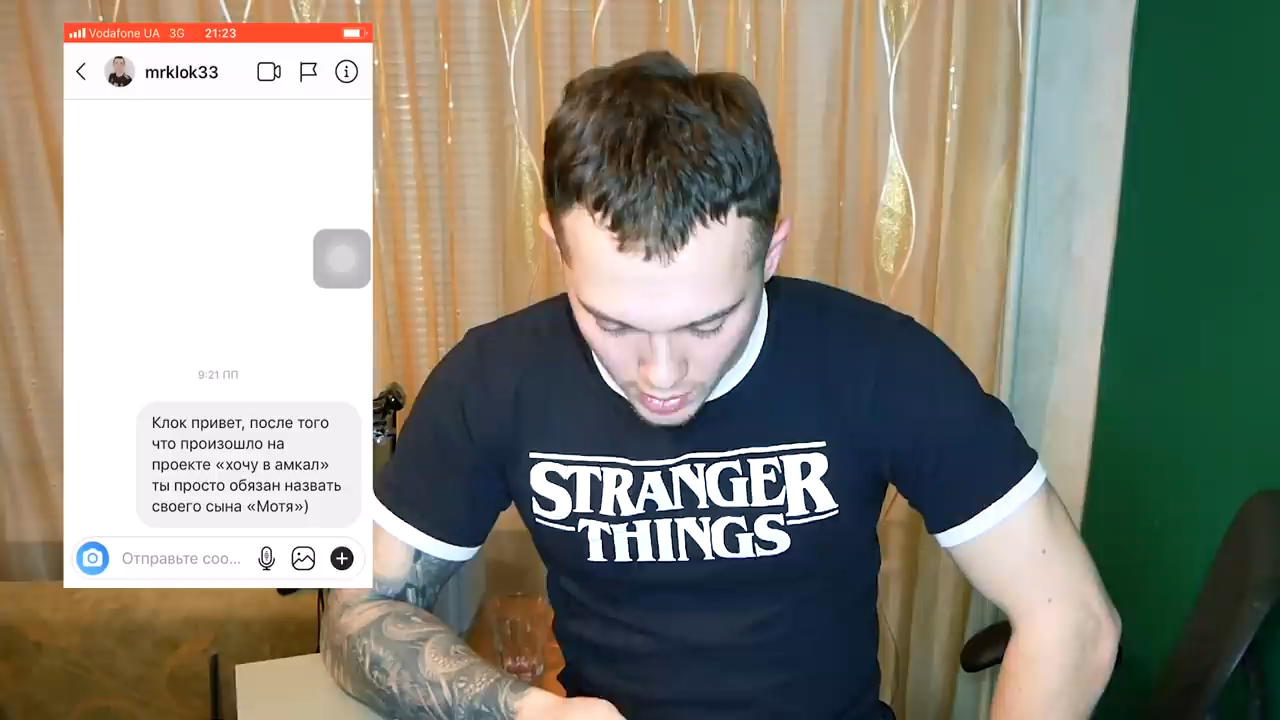 Vodafone UA 3G 21:23
mrklok33
9:21 ПП
Клок привет, после того
что произошло на
проекте «хочу в амкал»
ты просто обязан назвать
своего сына «Мотя»)
Отправьте соо...
STRANGER
THINGS